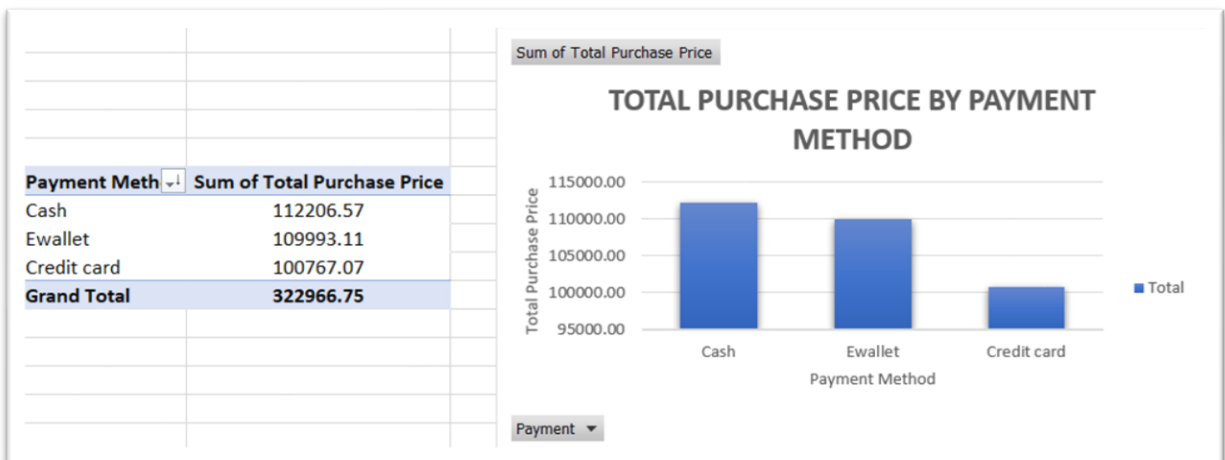 Payment Meth Sum of Total Purchase Price
Cash 112206.57
Ewallet 109993.11
Credit card 100767.07
Grand Total 322966.75
Sum of Total Purchase Price
TOTAL PURCHASE PRICE BY PAYMENT
METHOD
Total Purchase Price
115000.00
110000.00
105000.00
100000.00
95000.00
Cash Ewallet Credit card
Payment Method
Total
Payment